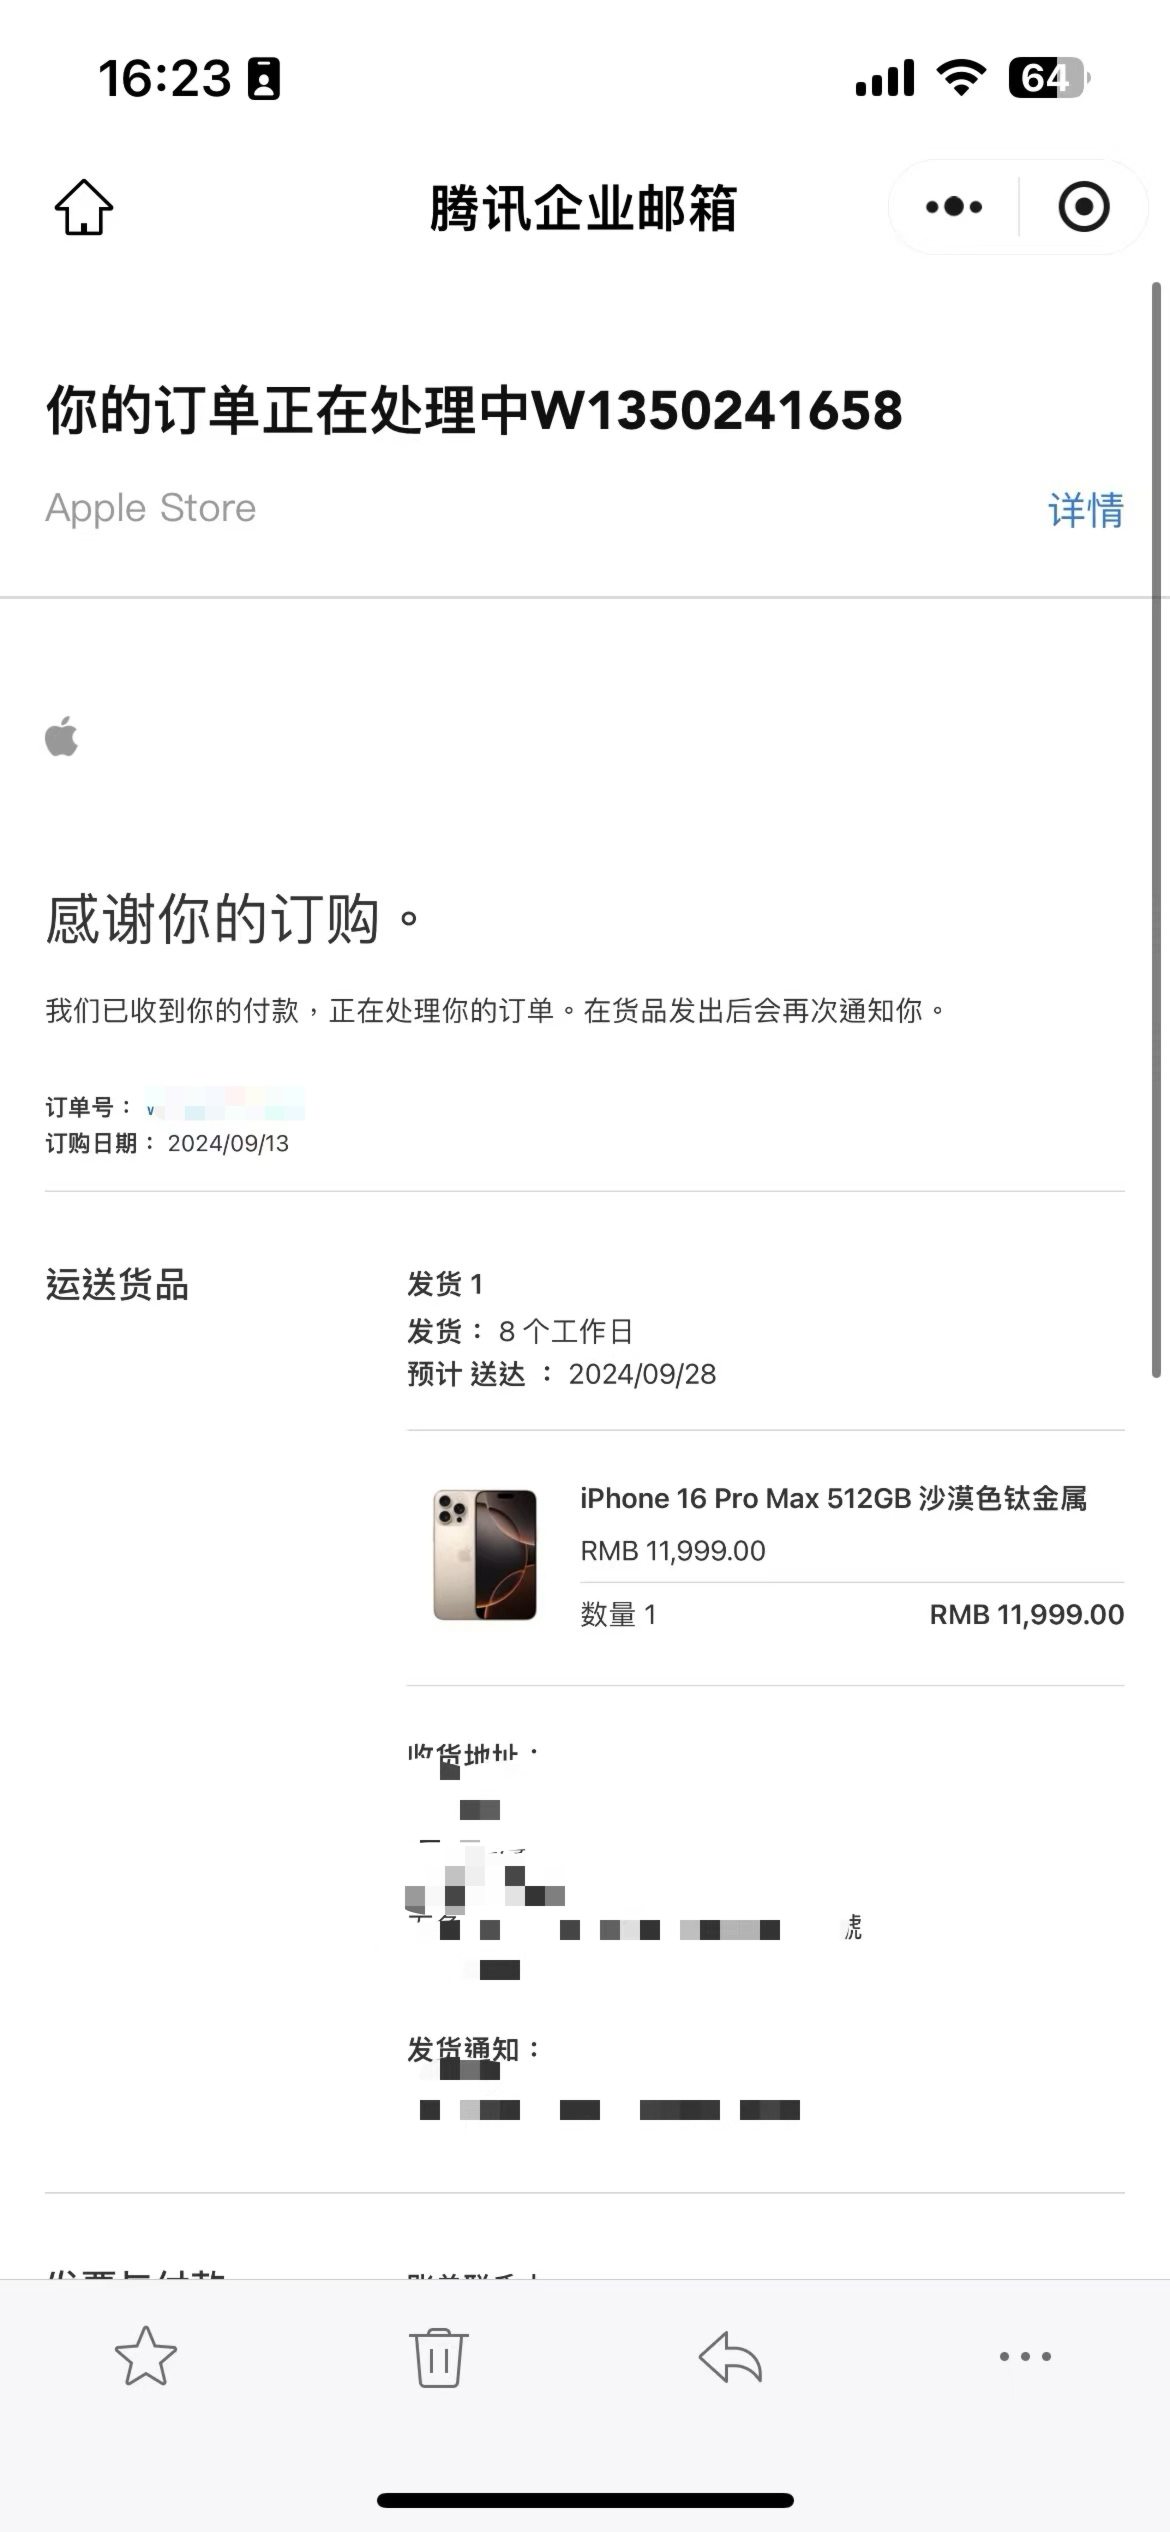 16:23
64
腾讯企业邮箱
你的订单正在处理中W1350241658
Apple Store
详情
感谢你的订购。
我们已收到你的付款，正在处理你的订单。在货品发出后会再次通知你。
订单号：
订购日期： 2024/09/13
运送货品
发货 1
发货： 8 个工作日
预计 送达 ： 2024/09/28
iPhone 16 Pro Max 512GB 沙漠色钛金属
RMB 11,999.00
数量 1
RMB 11,999.00
收货地址：
发货通知：